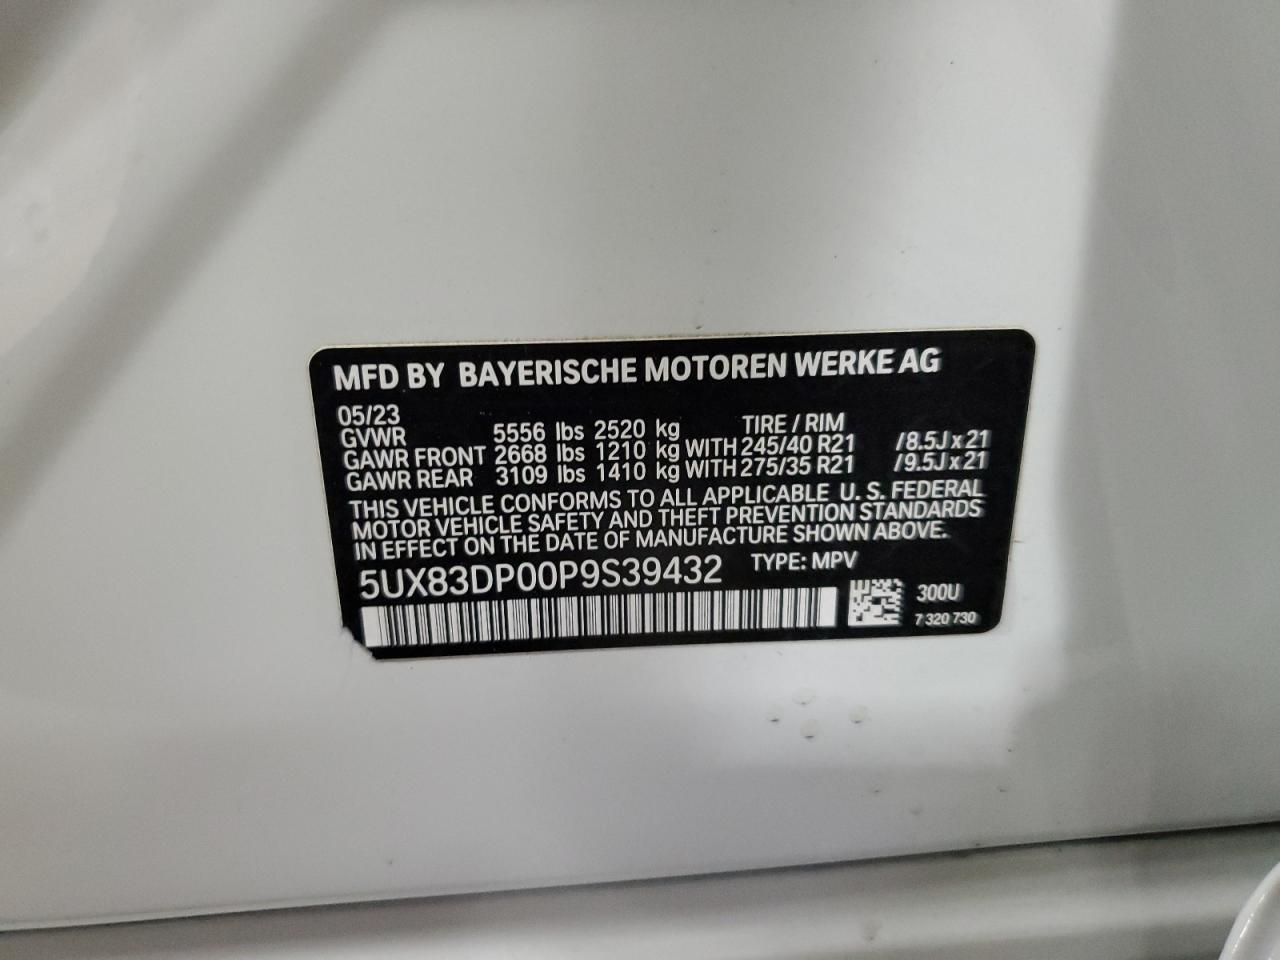 MFD BY BAYERISCHE MOTOREN WERKE AG
05/23 TIRE / RIM
GVWR 5556 lbs 2520 kg
GAWR FRONT 2668 lbs 1210 kg WITH 245/40 R21 /8.5J x 21
GAWR REAR 3109 lbs 1410 kg WITH 275/35 R21 /9.5J x 21
THIS VEHICLE CONFORMS TO ALL APPLICABLE U. S. FEDERAL
MOTOR VEHICLE SAFETY AND THEFT PREVENTION STANDARDS
IN EFFECT ON THE DATE OF MANUFACTURE SHOWN ABOVE.
5UX83DP00P9S39432 TYPE: MPV
300U
7 320 730